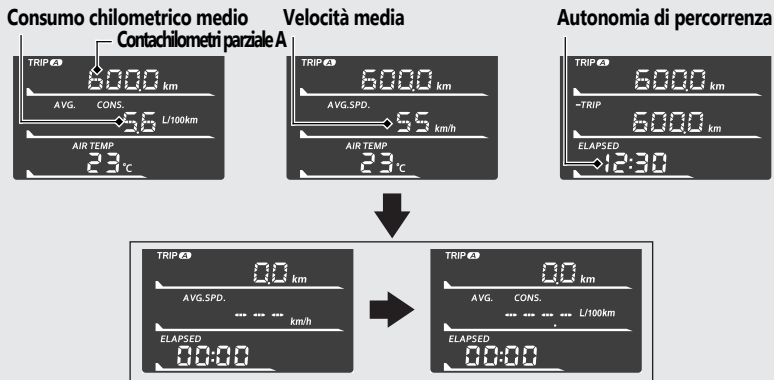 Consumo chilometrico medio
Velocità media
Autonomia di percorrenza
Contachilometri parziale A
TRIP A
600.0 km
AVG. CONS.
5.6 L/100km
AIR TEMP
23 °C
TRIP A
600.0 km
AVG.SPD.
55 km/h
AIR TEMP
23 °C
TRIP A
600.0 km
-TRIP
600.0 km
ELAPSED
12:30
TRIP A
0.0 km
AVG.SPD.
--- --- --- km/h
ELAPSED
00:00
TRIP A
0.0 km
AVG. CONS.
--- --- --- . --- L/100km
ELAPSED
00:00